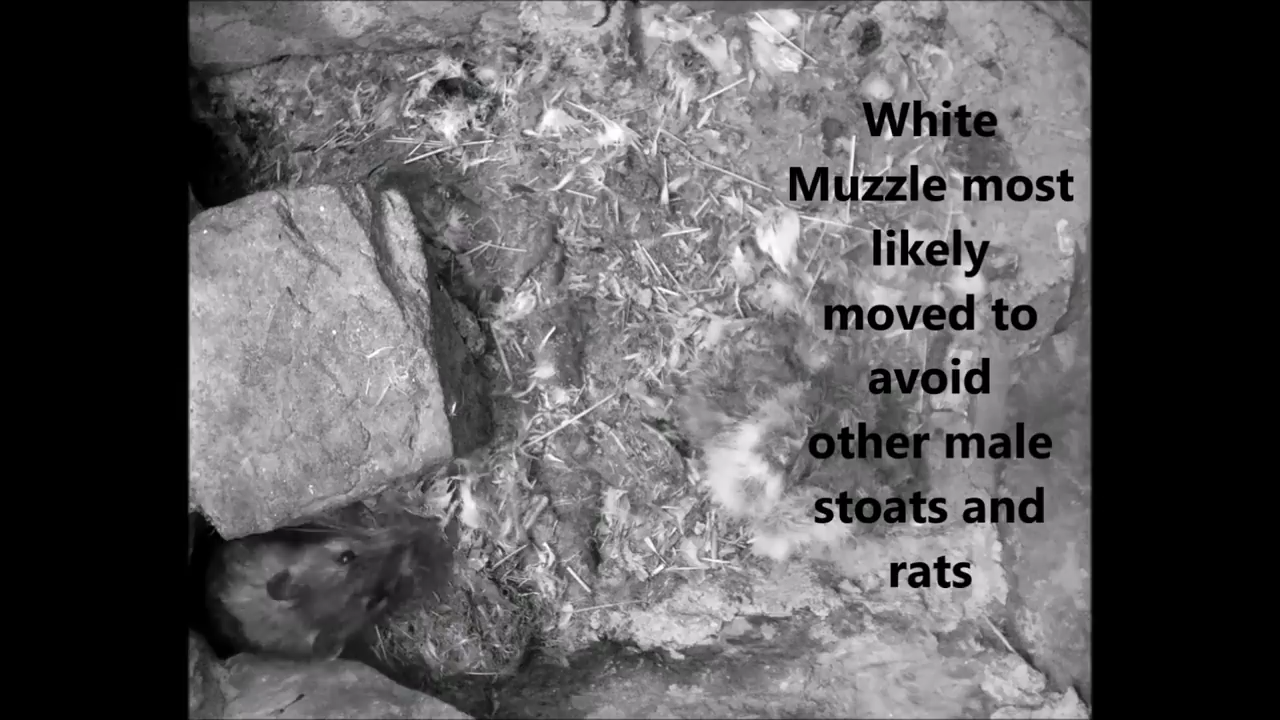 White
Muzzle most
likely
moved to
avoid
other male
stoats and
rats